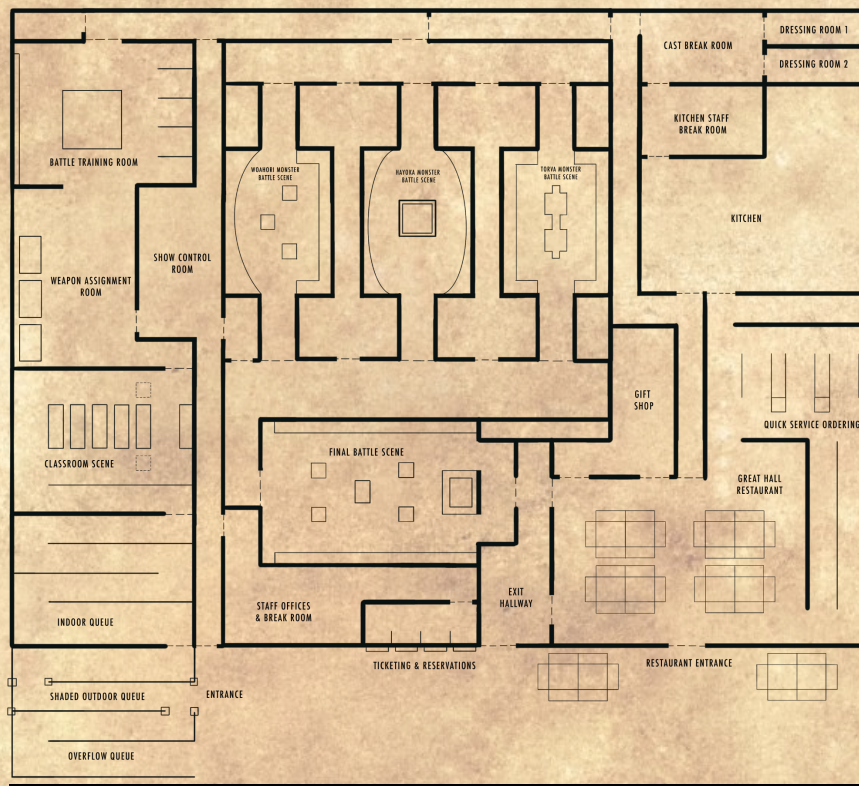 DRESSING ROOM 1
CAST BREAK ROOM
DRESSING ROOM 2
KITCHEN STAFF
BREAK ROOM
BATTLE TRAINING ROOM
WOAHORI MONSTER
BATTLE SCENE
HAYOKA MONSTER
BATTLE SCENE
TORVA MONSTER
BATTLE SCENE
KITCHEN
SHOW CONTROL
ROOM
WEAPON ASSIGNMENT
ROOM
GIFT
SHOP
QUICK SERVICE ORDERING
FINAL BATTLE SCENE
CLASSROOM SCENE
GREAT HALL
RESTAURANT
EXIT
HALLWAY
STAFF OFFICES
& BREAK ROOM
INDOOR QUEUE
TICKETING & RESERVATIONS
RESTAURANT ENTRANCE
SHADED OUTDOOR QUEUE
ENTRANCE
OVERFLOW QUEUE